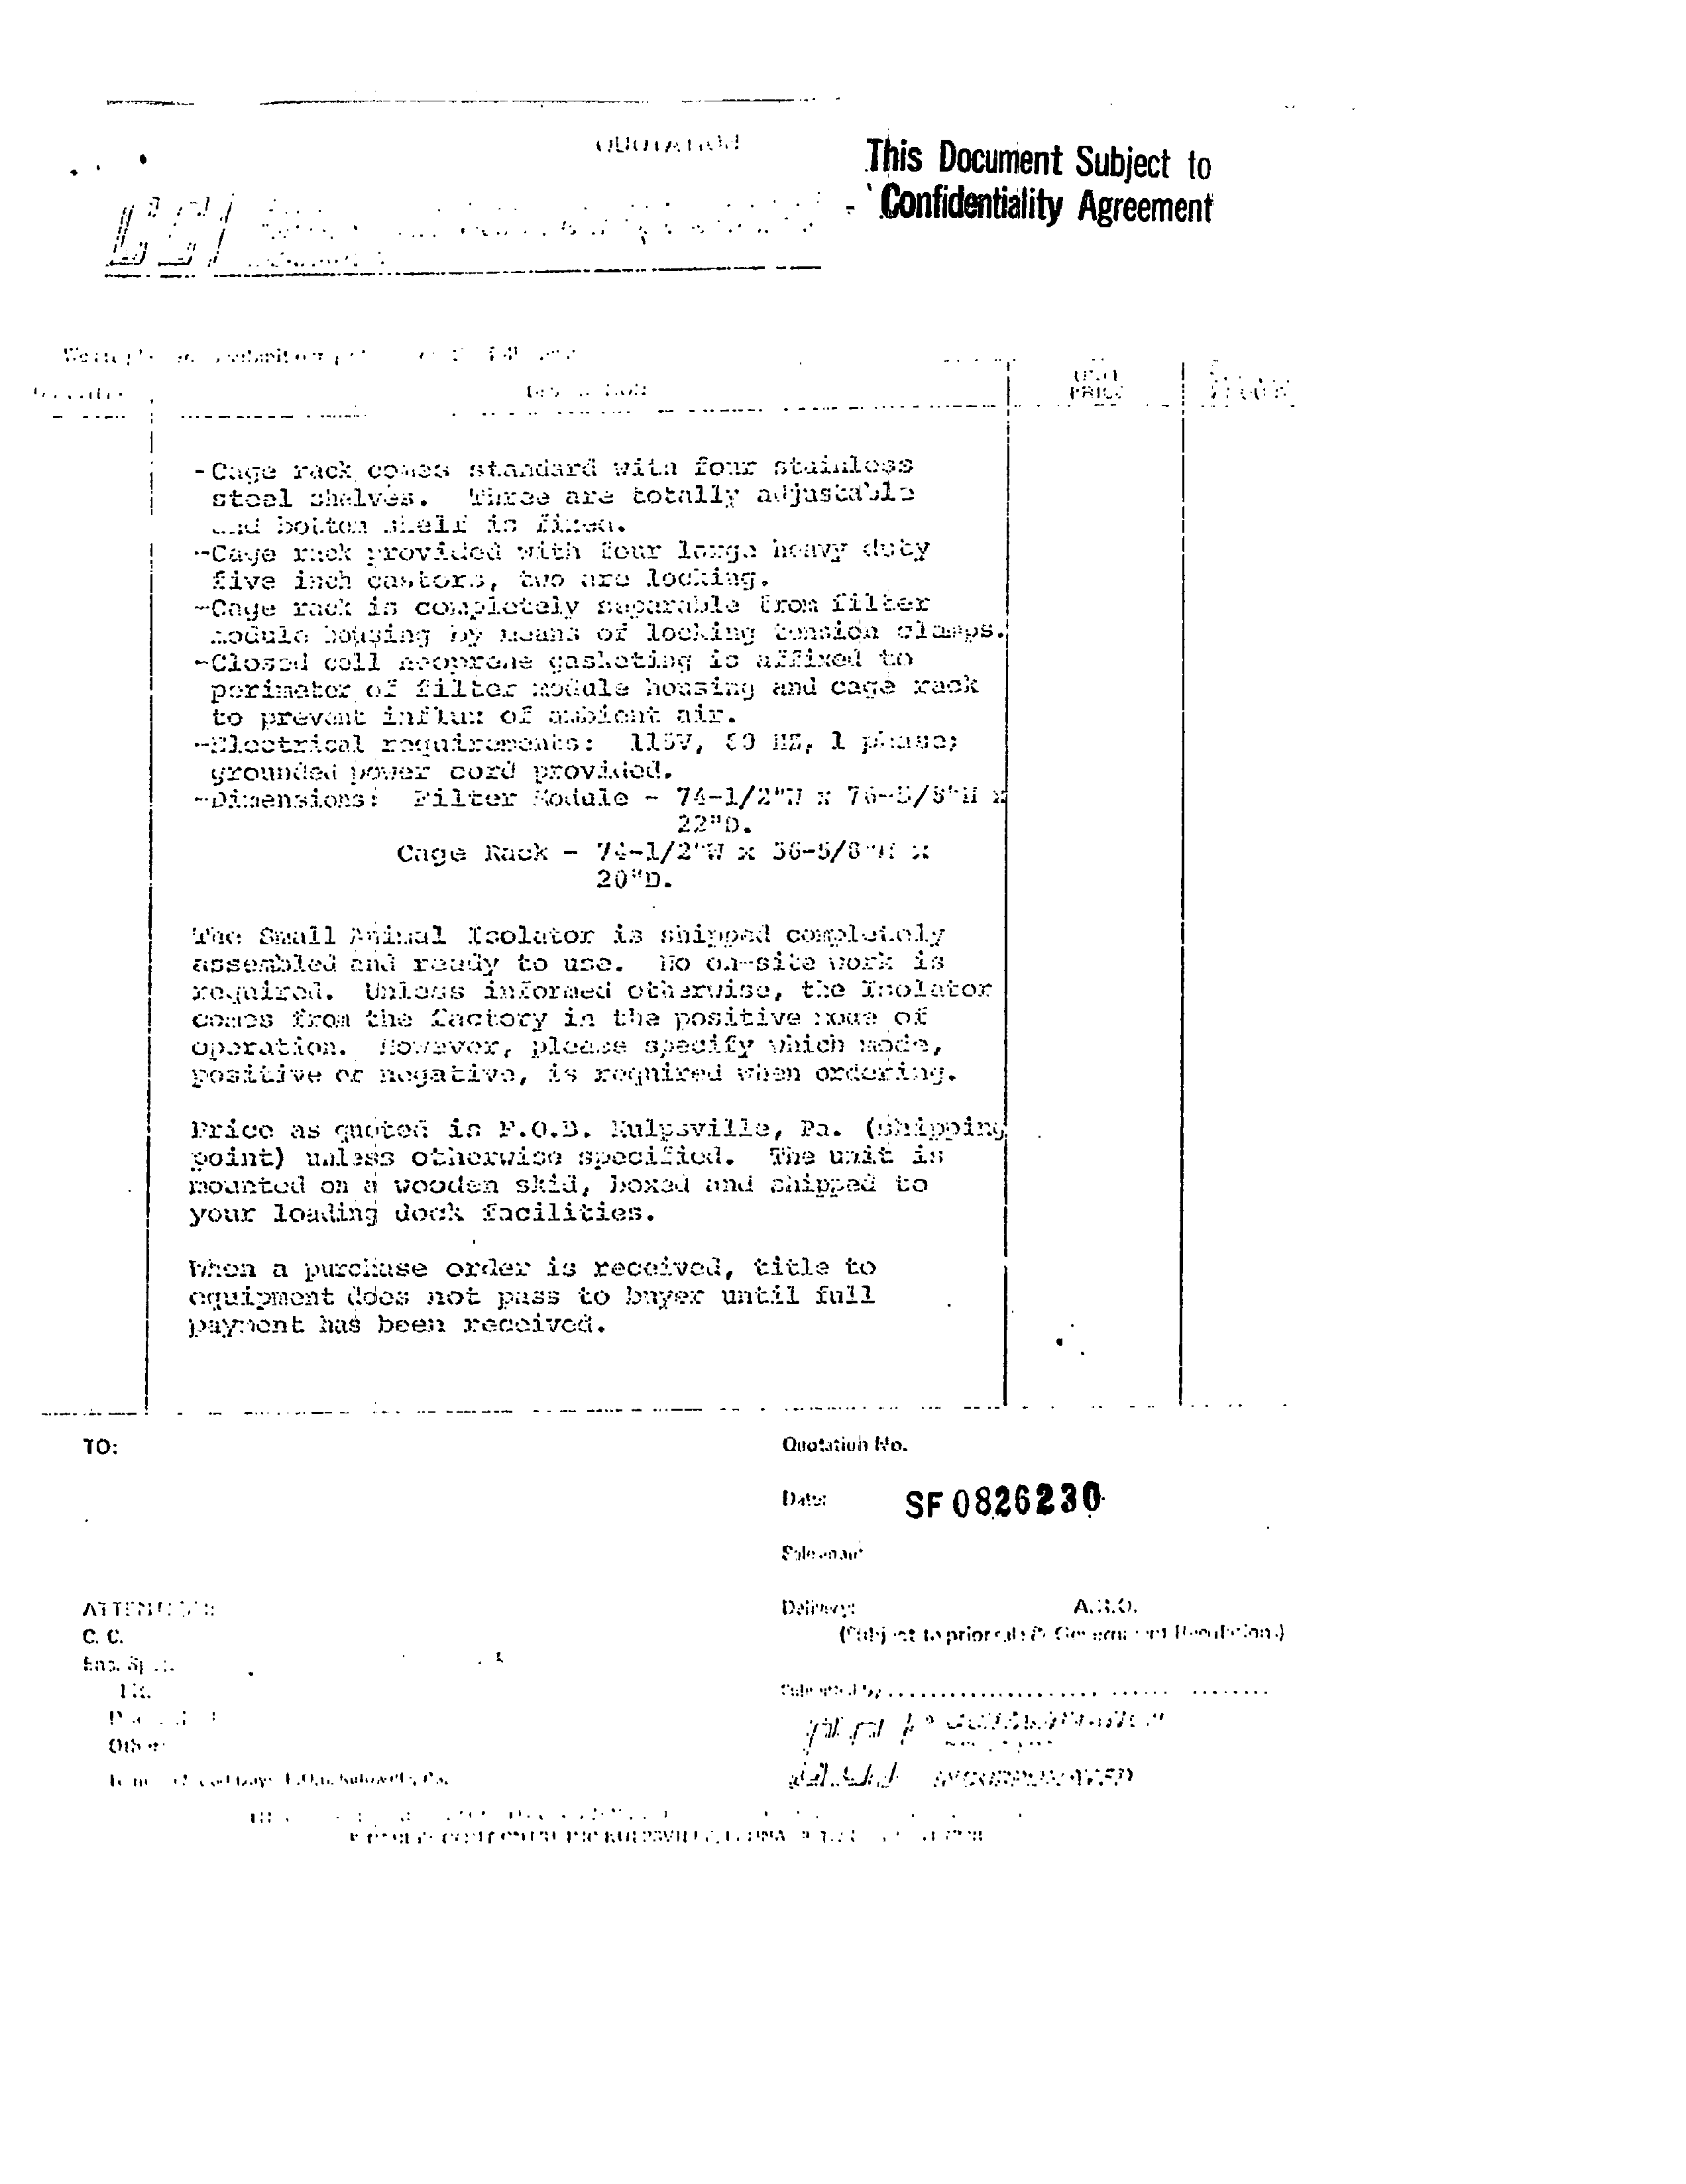 QUOTATION
This Document Subject to
Confidentiality Agreement
UNIT
PRICE
-Cage rack comes standard with four stainless
steel shelves. Three are totally adjustable
and bottom shelf is fixed.
-Cage rack provided with four large heavy duty
five inch castors, two are locking.
-Cage rack is completely separable from filter
module housing by means of locking tension clamps.
-Closed cell neoprene gasketing is affixed to
perimeter of filter module housing and cage rack
to prevent influx of ambient air.
-Electrical requirements: 115V, 60 HZ, 1 phase;
grounded power cord provided.
-Dimensions: Filter Module - 74-1/2"W x 76-5/8"H x
22"D.
Cage Rack - 74-1/2"W x 56-5/8"H x
20"D.
The Small Animal Isolator is shipped completely
assembled and ready to use. No on-site work is
required. Unless informed otherwise, the Isolator
comes from the factory in the positive mode of
operation. However, please specify which mode,
positive or negative, is required when ordering.
Price as quoted is F.O.B. Kulpsville, Pa. (shipping
point) unless otherwise specified. The unit is
mounted on a wooden skid, boxed and shipped to
your loading dock facilities.
When a purchase order is received, title to
equipment does not pass to buyer until full
payment has been received.
TO:
Quotation No.
Date: SF 0826230
Salesman:
ATTENTION:
Delivery: A.R.O.
C. C.
(Subject to prior sale & Government Regulation.)
Submitted by
Other
INCORPORATED